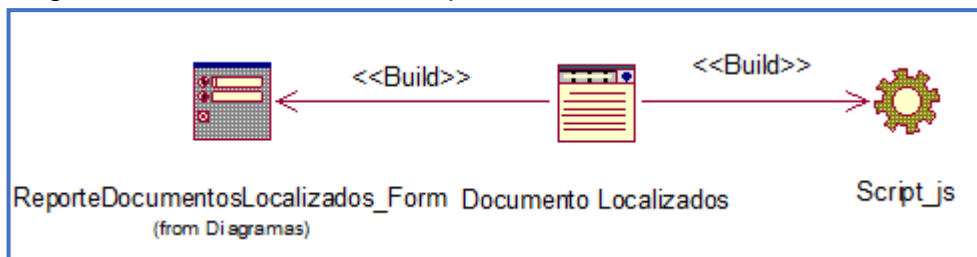 <<Build>>
<<Build>>
ReporteDocumentosLocalizados_Form
(from Diagramas)
Documento Localizados
Script_js